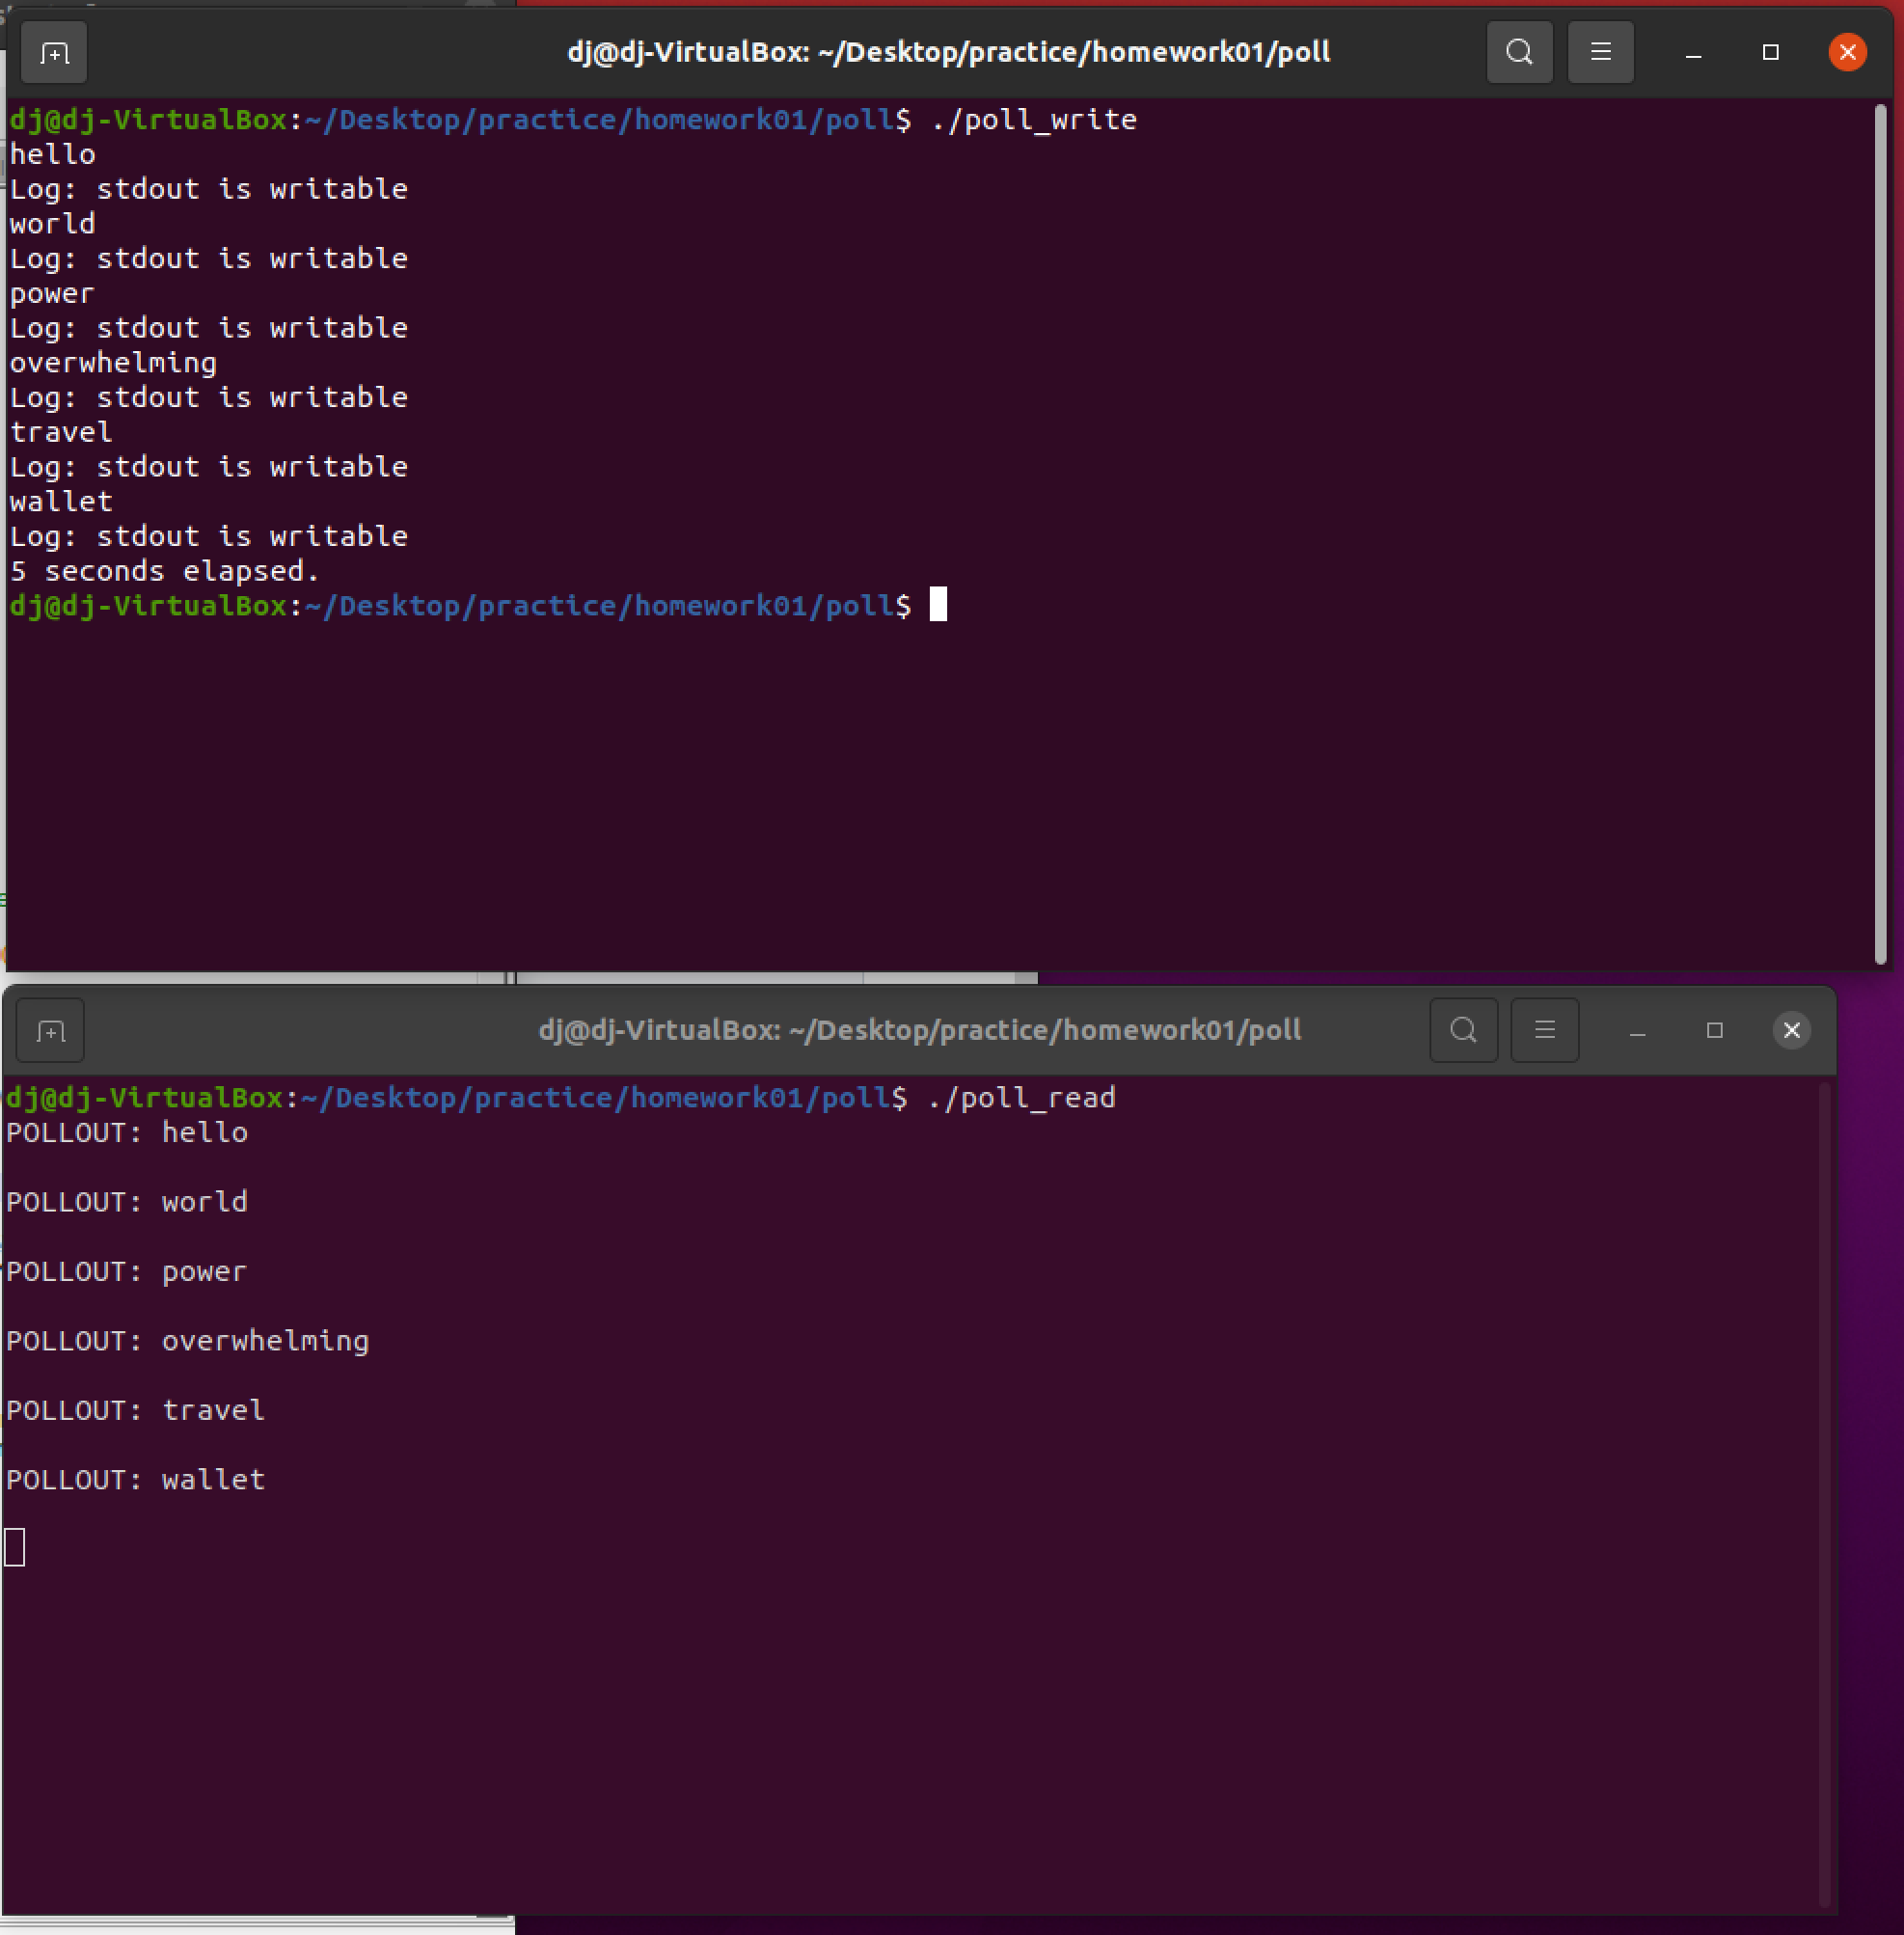 dj@dj-VirtualBox: ~/Desktop/practice/homework01/poll
dj@dj-VirtualBox:~/Desktop/practice/homework01/poll$ ./poll_write
hello
Log: stdout is writable
world
Log: stdout is writable
power
Log: stdout is writable
overwhelming
Log: stdout is writable
travel
Log: stdout is writable
wallet
Log: stdout is writable
5 seconds elapsed.
dj@dj-VirtualBox:~/Desktop/practice/homework01/poll$
dj@dj-VirtualBox: ~/Desktop/practice/homework01/poll
dj@dj-VirtualBox:~/Desktop/practice/homework01/poll$ ./poll_read
POLLOUT: hello
POLLOUT: world
POLLOUT: power
POLLOUT: overwhelming
POLLOUT: travel
POLLOUT: wallet